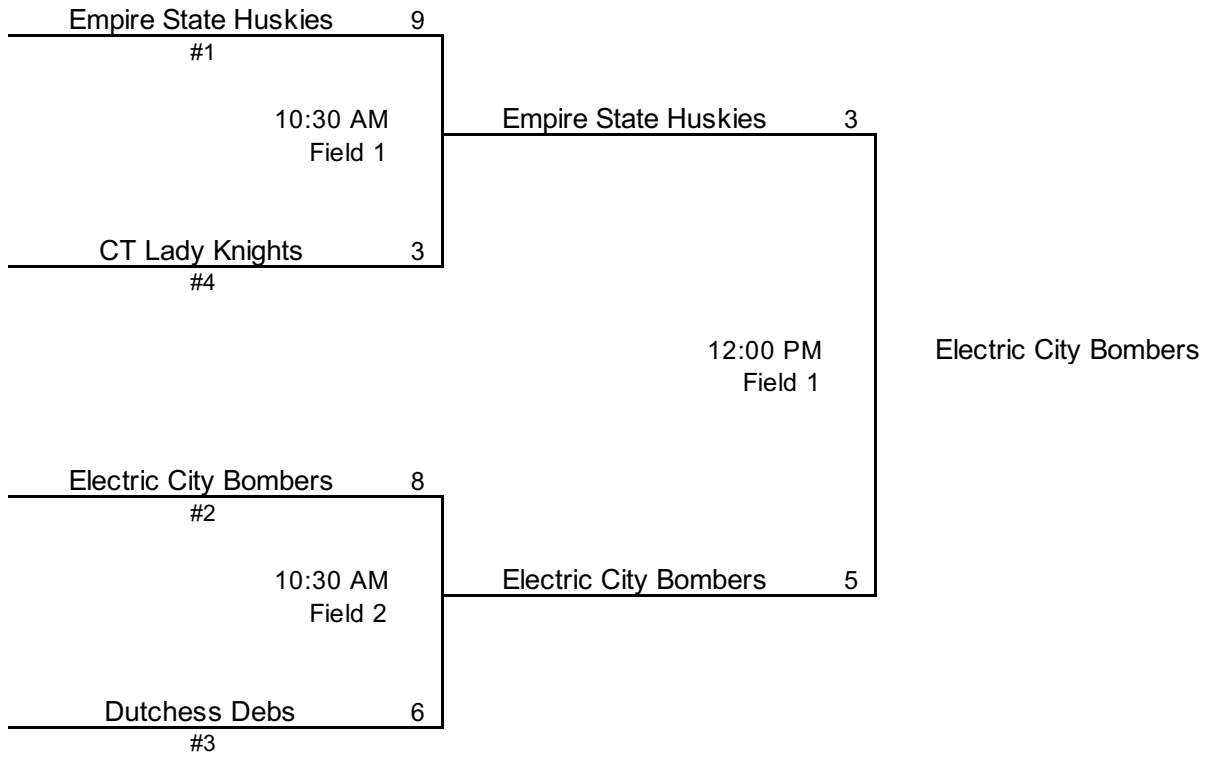 Empire State Huskies 9
#1
10:30 AM
Field 1
Empire State Huskies 3
CT Lady Knights 3
#4
12:00 PM
Field 1
Electric City Bombers
Electric City Bombers 8
#2
10:30 AM
Field 2
Electric City Bombers 5
Dutchess Debs 6
#3